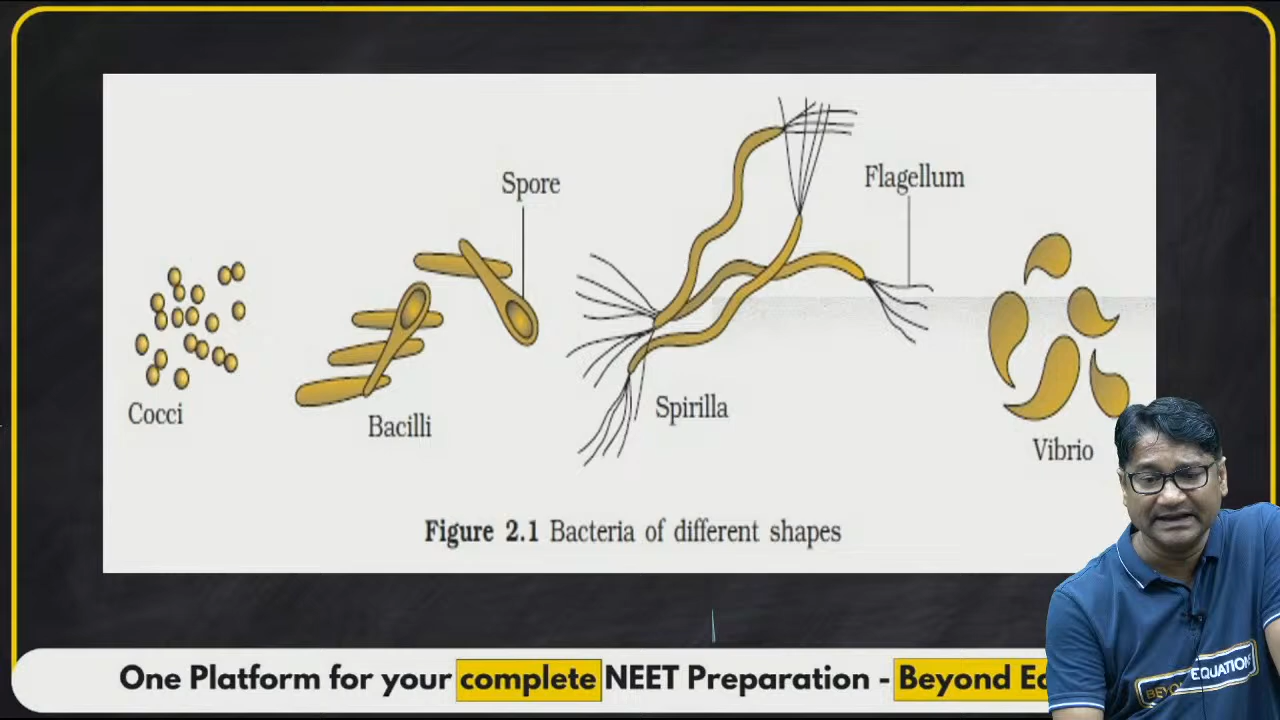 Spore
Flagellum
Cocci
Bacilli
Spirilla
Vibrio
Figure 2.1 Bacteria of different shapes
One Platform for your complete NEET Preparation - Beyond
EQUATION